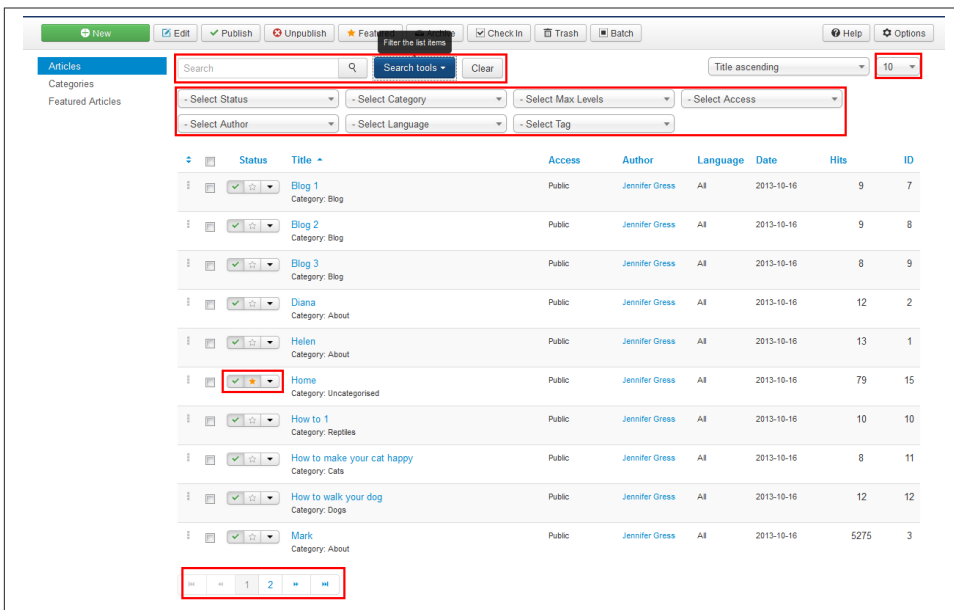 New Edit Publish Unpublish Featured Archive Check In Trash Batch Help Options
Filter the list items
Articles
Categories
Featured Articles
Search Search tools Clear Title ascending 10
- Select Status - Select Category - Select Max Levels - Select Access
- Select Author - Select Language - Select Tag
Status Title Access Author Language Date Hits ID
Blog 1 Public Jennifer Gress All 2013-10-16 9 7
Category: Blog
Blog 2 Public Jennifer Gress All 2013-10-16 9 8
Category: Blog
Blog 3 Public Jennifer Gress All 2013-10-16 8 9
Category: Blog
Diana Public Jennifer Gress All 2013-10-16 12 2
Category: About
Helen Public Jennifer Gress All 2013-10-16 13 1
Category: About
Home Public Jennifer Gress All 2013-10-16 79 15
Category: Uncategorised
How to 1 Public Jennifer Gress All 2013-10-16 10 10
Category: Reptiles
How to make your cat happy Public Jennifer Gress All 2013-10-16 8 11
Category: Cats
How to walk your dog Public Jennifer Gress All 2013-10-16 12 12
Category: Dogs
Mark Public Jennifer Gress All 2013-10-16 5275 3
Category: About
1 2